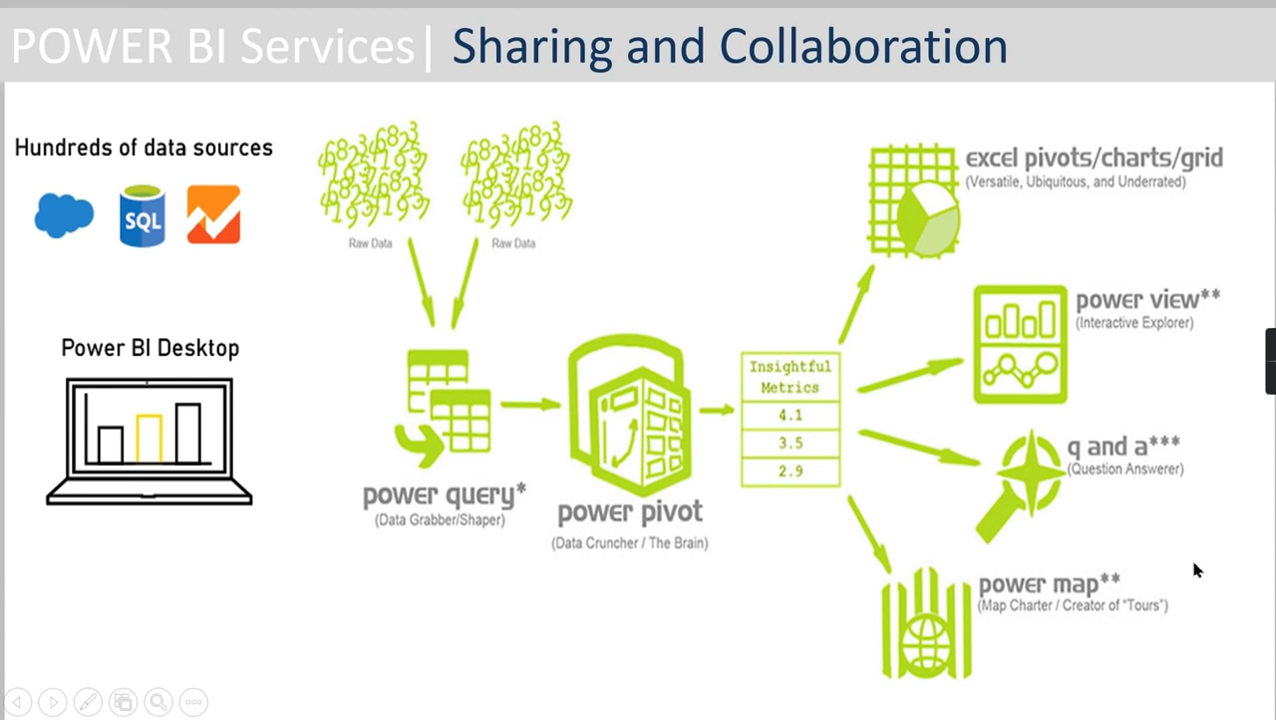 POWER BI Services| Sharing and Collaboration
Hundreds of data sources
SQL
Power BI Desktop
Raw Data
Raw Data
power query*
(Data Grabber/Shaper)
power pivot
(Data Cruncher / The Brain)
Insightful
Metrics
4.1
3.5
2.9
excel pivots/charts/grid
(Versatile, Ubiquitous, and Underrated)
power view**
(Interactive Explorer)
q and a***
(Question Answerer)
power map**
(Map Charter / Creator of "Tours")